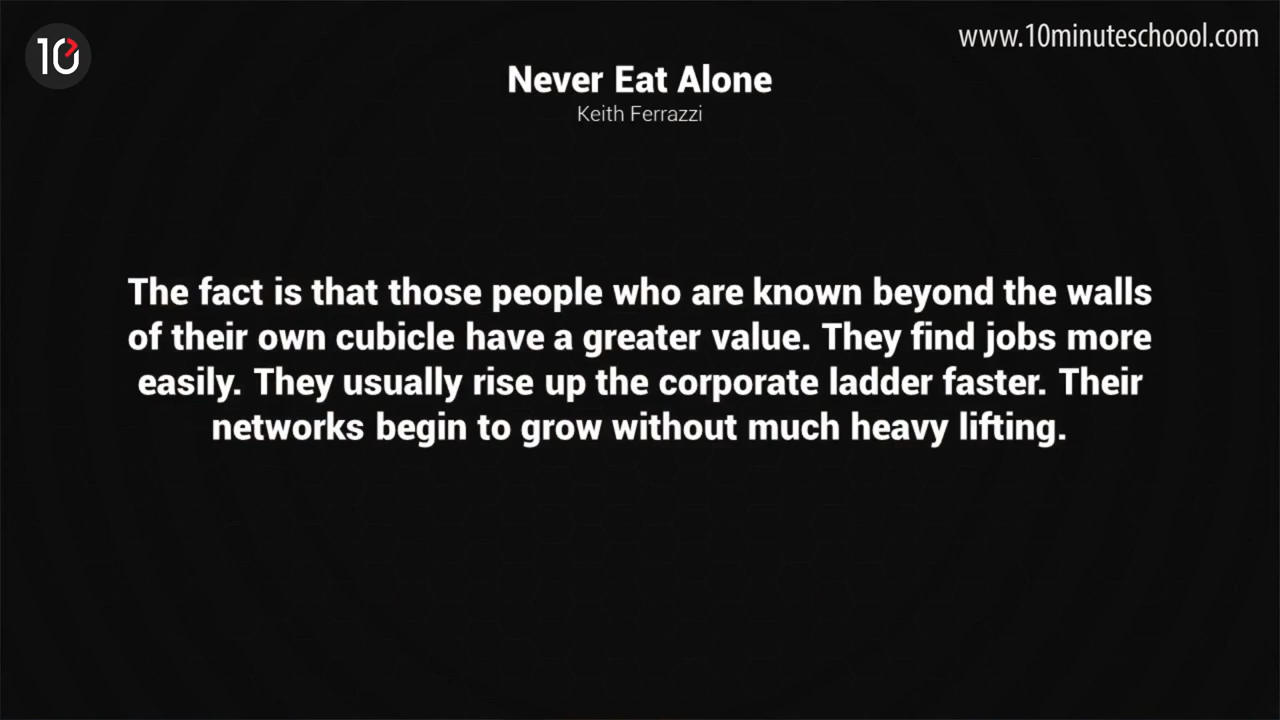 10
www.10minuteschoool.com
Never Eat Alone
Keith Ferrazzi
The fact is that those people who are known beyond the walls
of their own cubicle have a greater value. They find jobs more
easily. They usually rise up the corporate ladder faster. Their
networks begin to grow without much heavy lifting.